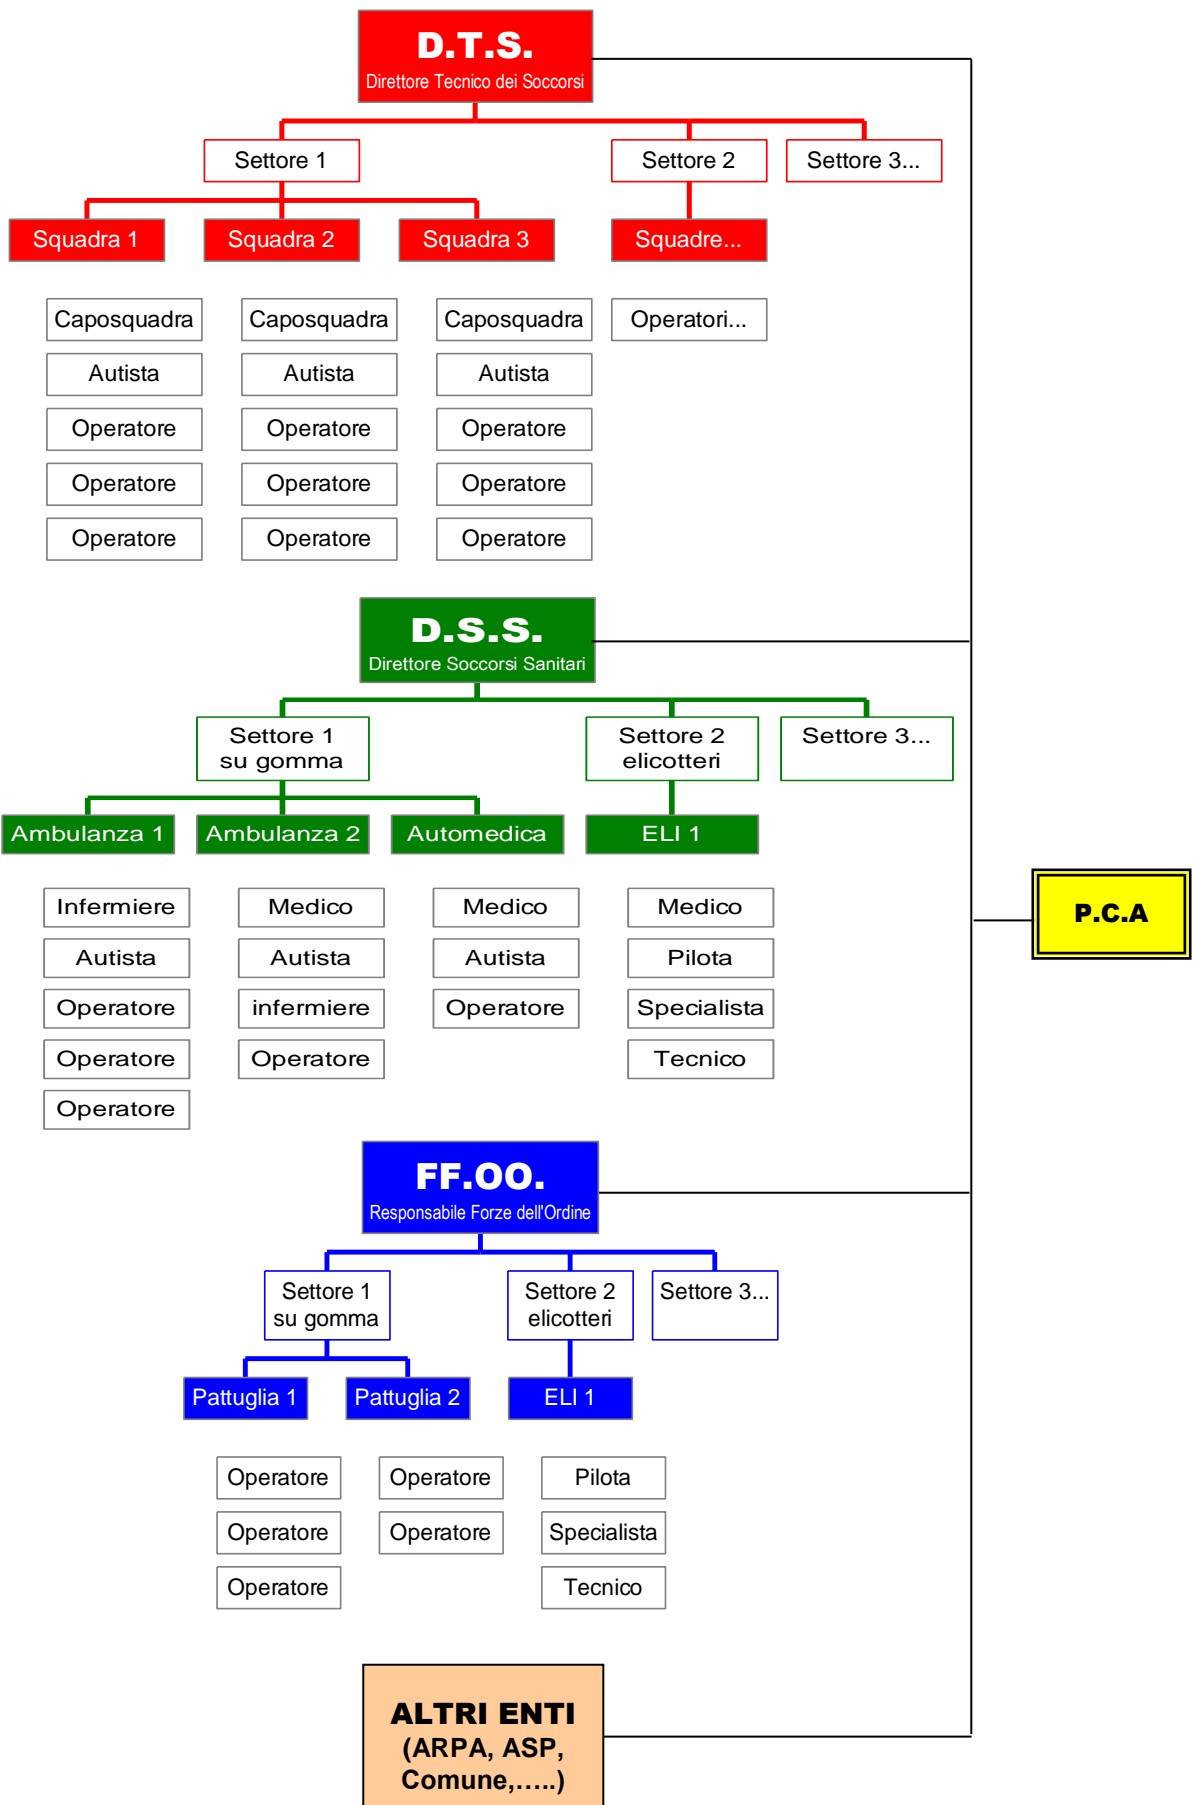 D.T.S.
Direttore Tecnico dei Soccorsi
Settore 1
Settore 2
Settore 3...
Squadra 1
Squadra 2
Squadra 3
Squadre...
Caposquadra
Caposquadra
Caposquadra
Operatori...
Autista
Autista
Autista
Operatore
Operatore
Operatore
Operatore
Operatore
Operatore
Operatore
Operatore
Operatore
D.S.S.
Direttore Soccorsi Sanitari
Settore 1
su gomma
Settore 2
elicotteri
Settore 3...
Ambulanza 1
Ambulanza 2
Automedica
ELI 1
Infermiere
Medico
Medico
Medico
Autista
Autista
Autista
Pilota
Operatore
infermiere
Operatore
Specialista
Operatore
Operatore
Tecnico
Operatore
P.C.A
FF.OO.
Responsabile Forze dell'Ordine
Settore 1
su gomma
Settore 2
elicotteri
Settore 3...
Pattuglia 1
Pattuglia 2
ELI 1
Operatore
Operatore
Pilota
Operatore
Operatore
Specialista
Operatore
Tecnico
ALTRI ENTI
(ARPA, ASP,
Comune,.....)